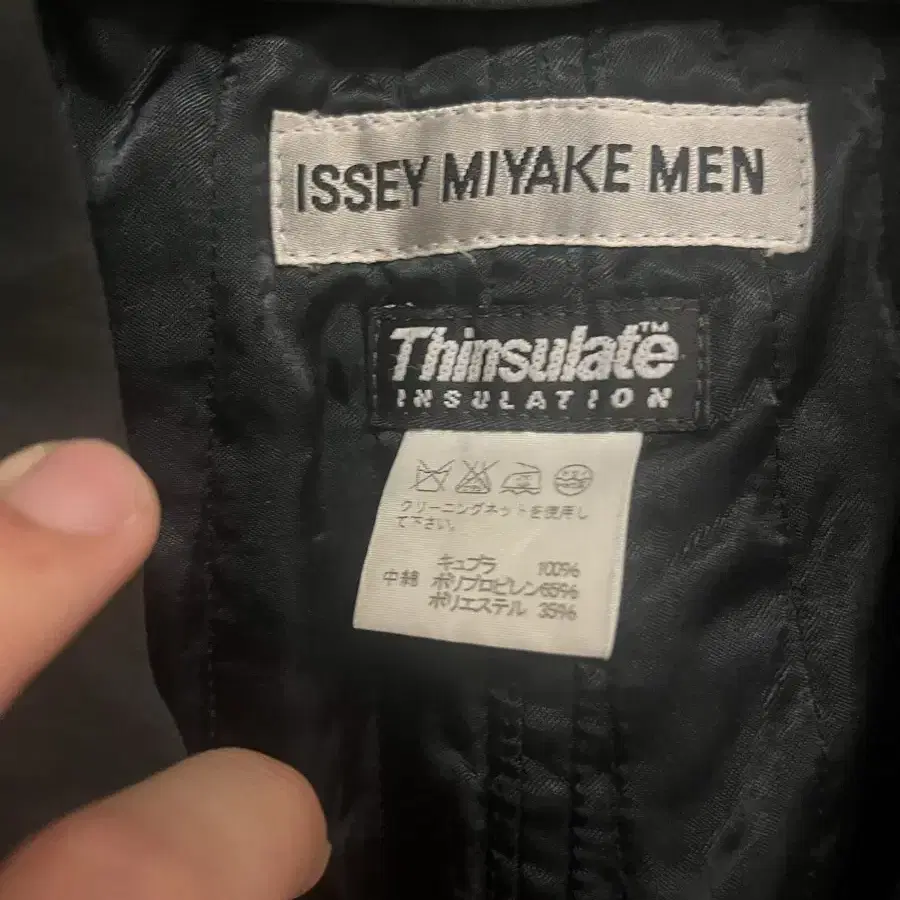 ISSEY MIYAKE MEN
Thinsulate™
INSULATION
クリーニングネットを使用し
て下さい。
キュプラ 100%
中綿 ポリプロピレン65%
ポリエステル 35%